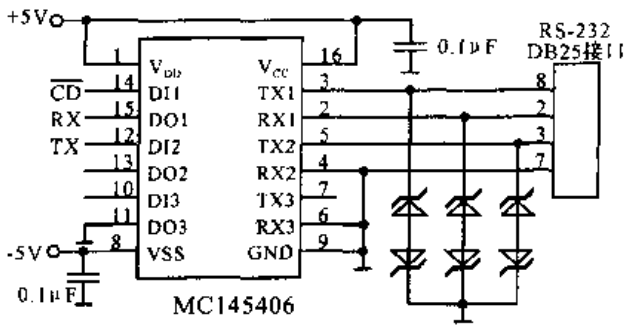 +5V
RS-232
DB25接口
0.1μF
1 VDD VCC 16
CD 14 DI1 TX1 3 8
RX 15 DO1 RX1 2 2
TX 12 DI2 TX2 5 3
13 DO2 RX2 4 7
10 DI3 TX3 7
11 DO3 RX3 6
-5V 8 VSS GND 9
0.1μF
MC145406